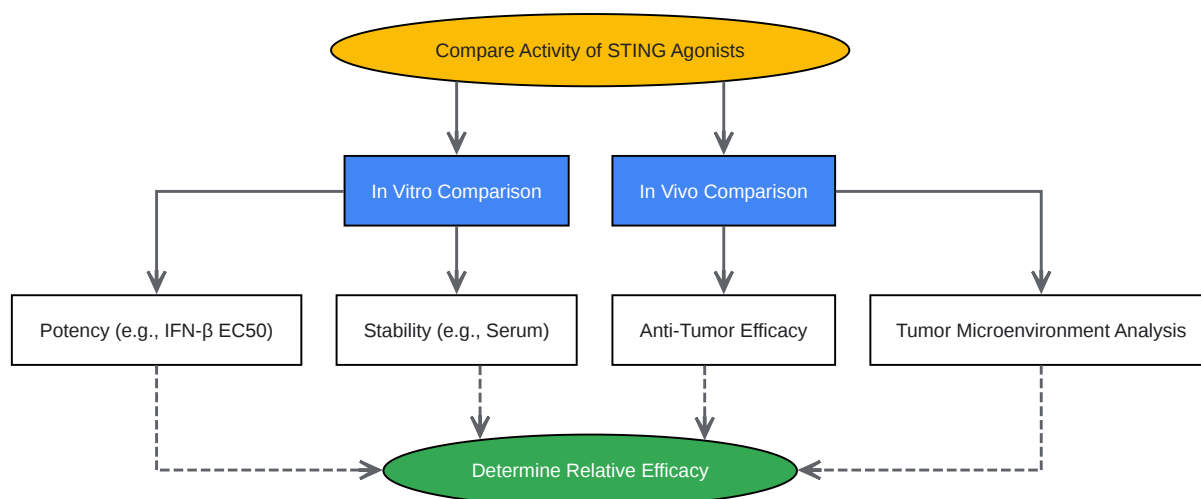 Compare Activity of STING Agonists
In Vitro Comparison
In Vivo Comparison
Potency (e.g., IFN-β EC50)
Stability (e.g., Serum)
Anti-Tumor Efficacy
Tumor Microenvironment Analysis
Determine Relative Efficacy